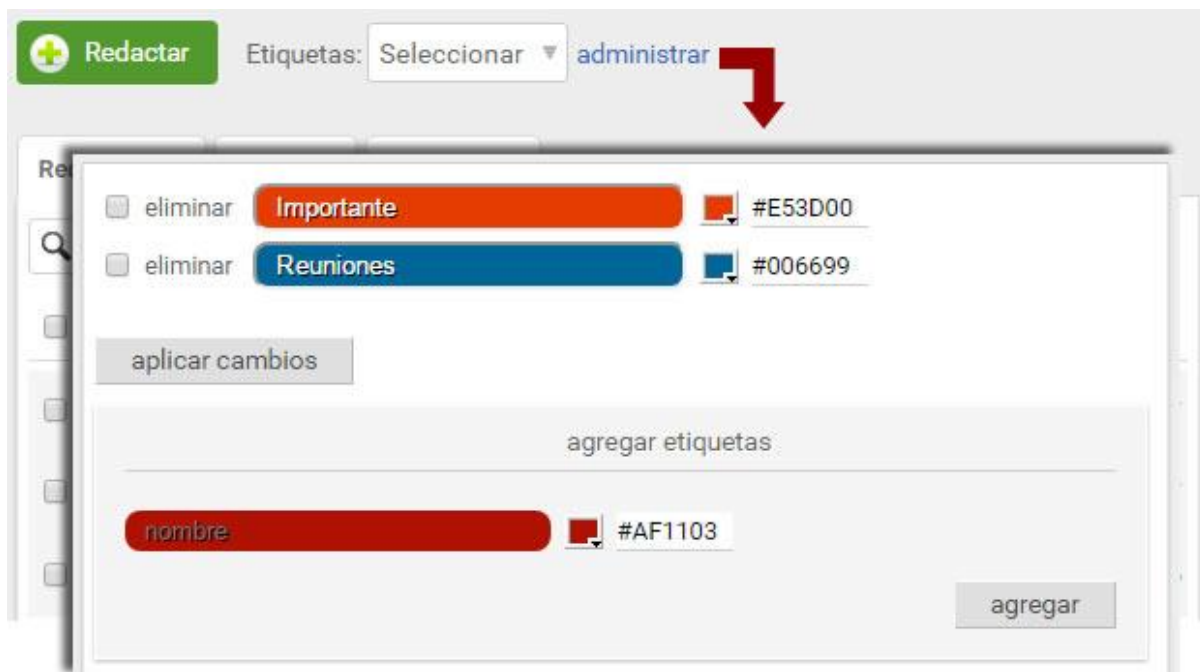 Redactar Etiquetas: Seleccionar administrar
eliminar Importante #E53D00
eliminar Reuniones #006699
aplicar cambios
agregar etiquetas
nombre #AF1103
agregar